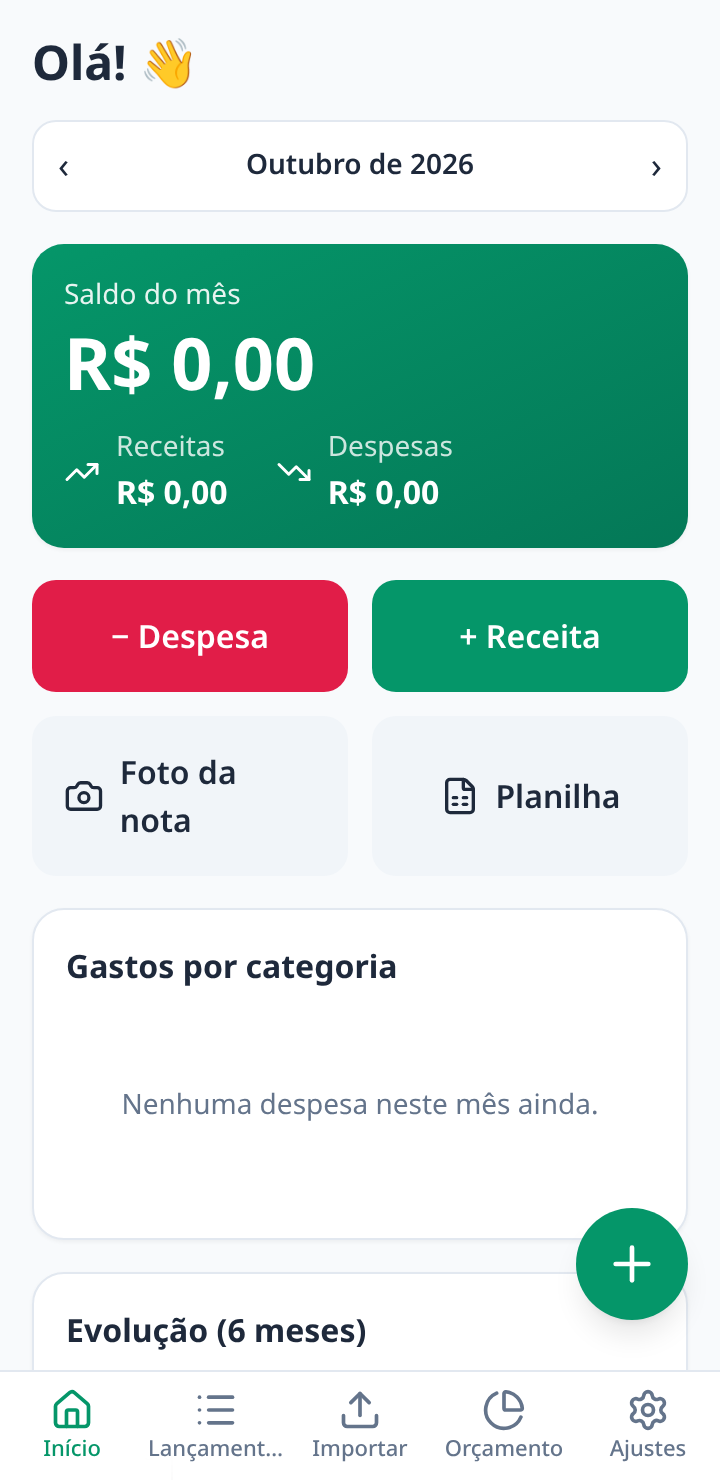 Olá! 👋
‹ Outubro de 2026 ›
Saldo do mês
R$ 0,00
Receitas
R$ 0,00
Despesas
R$ 0,00
− Despesa
+ Receita
Foto da
nota
Planilha
Gastos por categoria
Nenhuma despesa neste mês ainda.
Evolução (6 meses)
Início
Lançament...
Importar
Orçamento
Ajustes